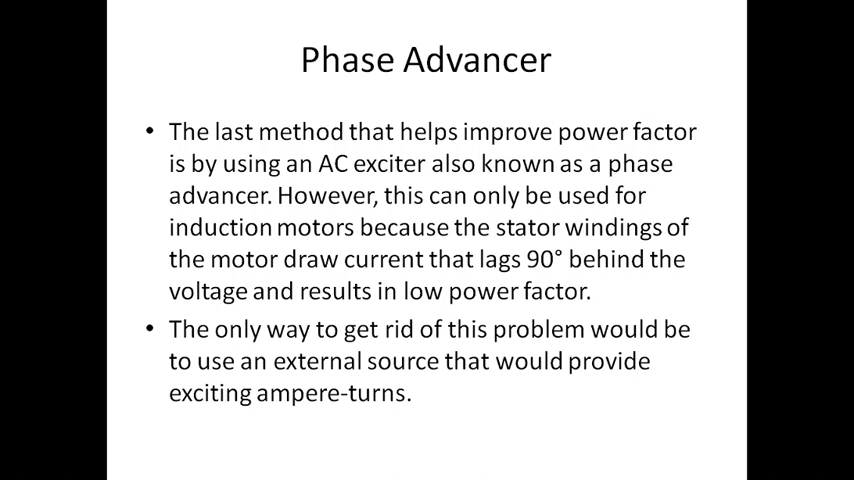 Phase Advancer
• The last method that helps improve power factor
is by using an AC exciter also known as a phase
advancer. However, this can only be used for
induction motors because the stator windings of
the motor draw current that lags 90° behind the
voltage and results in low power factor.
• The only way to get rid of this problem would be
to use an external source that would provide
exciting ampere-turns.